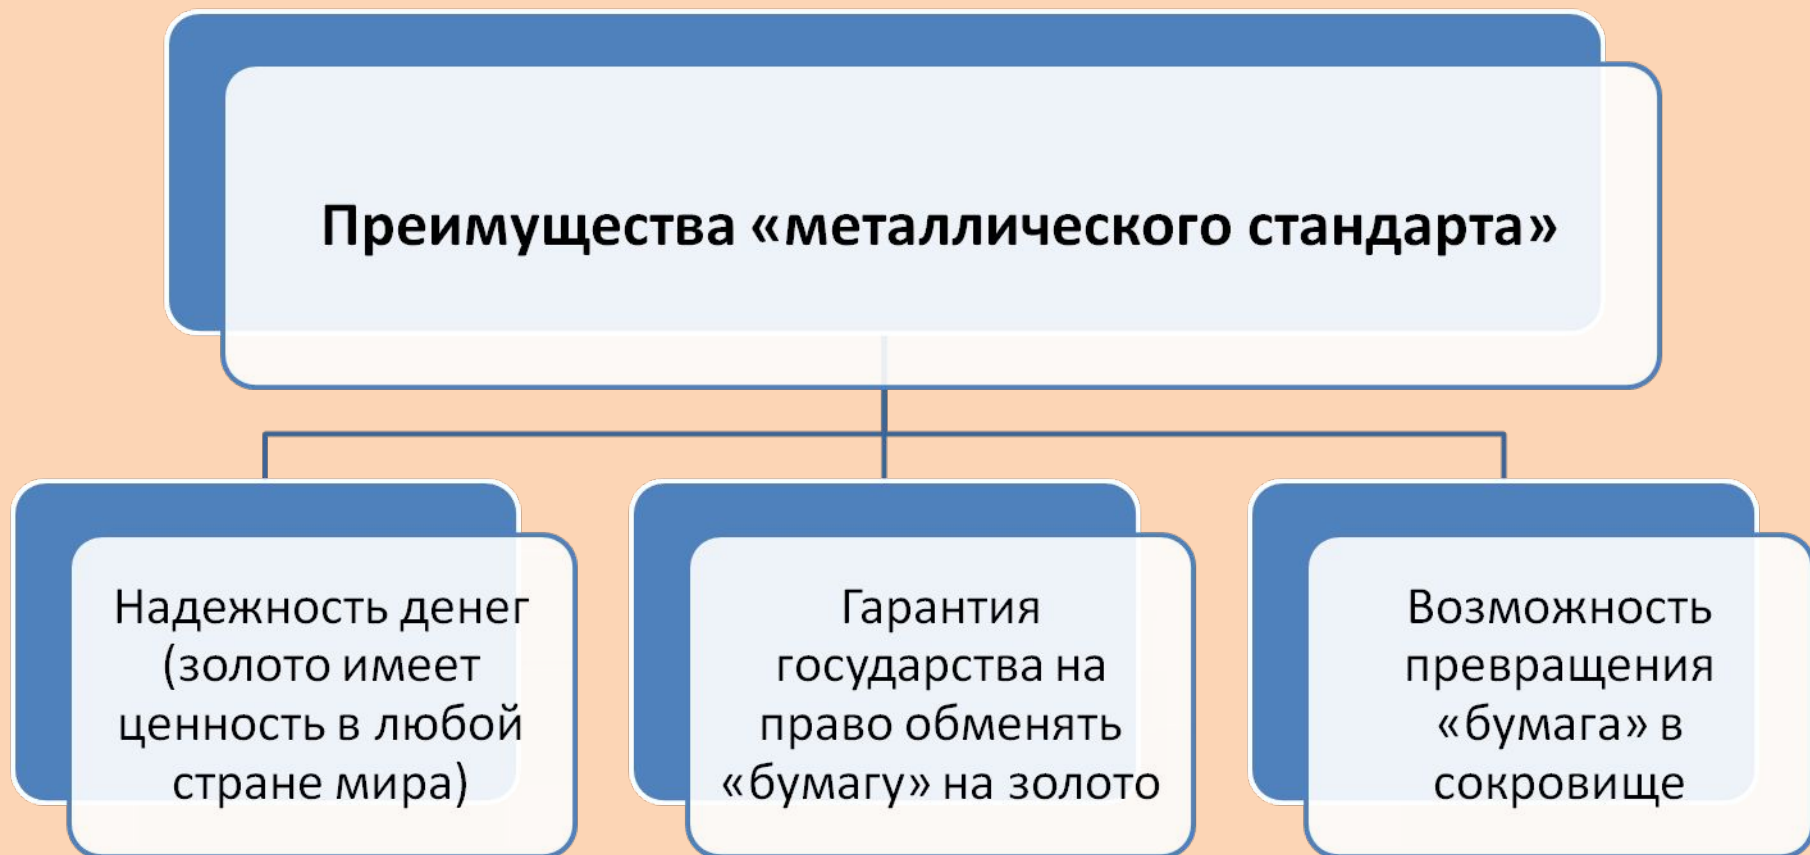 Преимущества «металлического стандарта»
Надежность денег
(золото имеет
ценность в любой
стране мира)
Гарантия
государства на
право обменять
«бумагу» на золото
Возможность
превращения
«бумага» в
сокровище